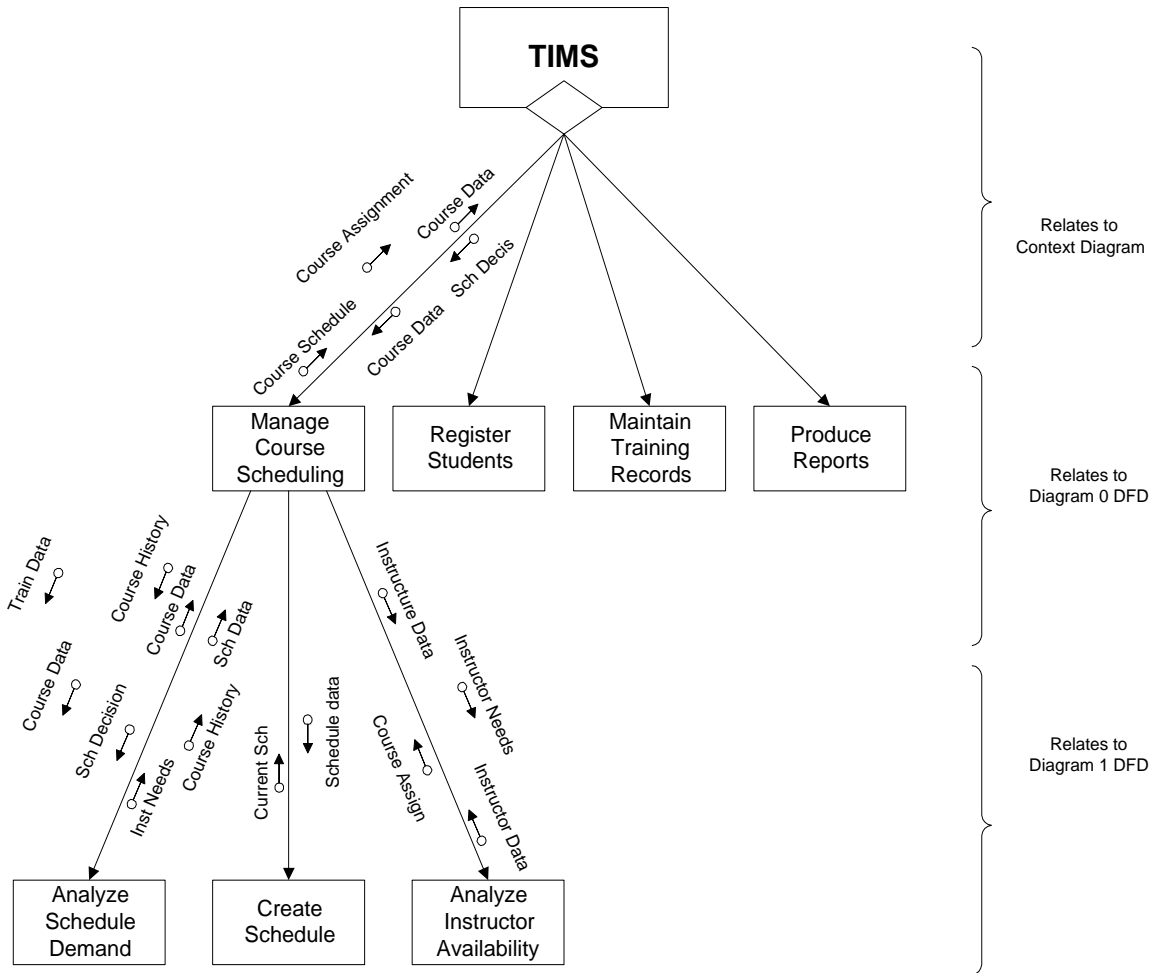 TIMS
Course Assignment
Course Data
Sch Decis
Course Schedule
Course Data
Relates to
Context Diagram
Manage
Course
Scheduling
Register
Students
Maintain
Training
Records
Produce
Reports
Relates to
Diagram 0 DFD
Train Data
Course History
Course Data
Sch Data
Instructure Data
Course Data
Sch Decision
Inst Needs
Course History
Current Sch
Schedule data
Instructor Needs
Course Assign
Instructor Data
Relates to
Diagram 1 DFD
Analyze
Schedule
Demand
Create
Schedule
Analyze
Instructor
Availability